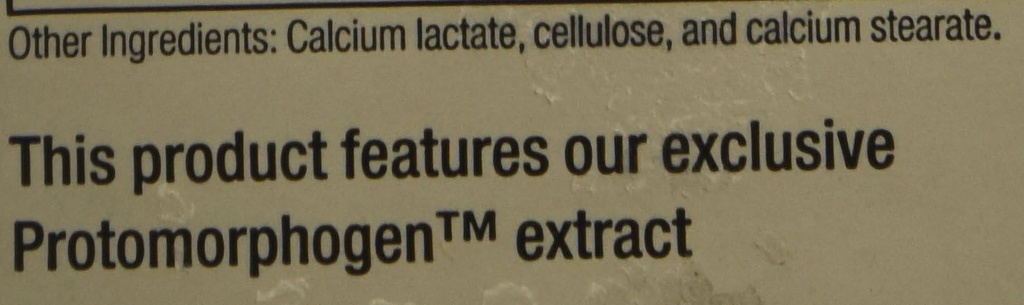 Other Ingredients: Calcium lactate, cellulose, and calcium stearate.
This product features our exclusive
Protomorphogen™ extract